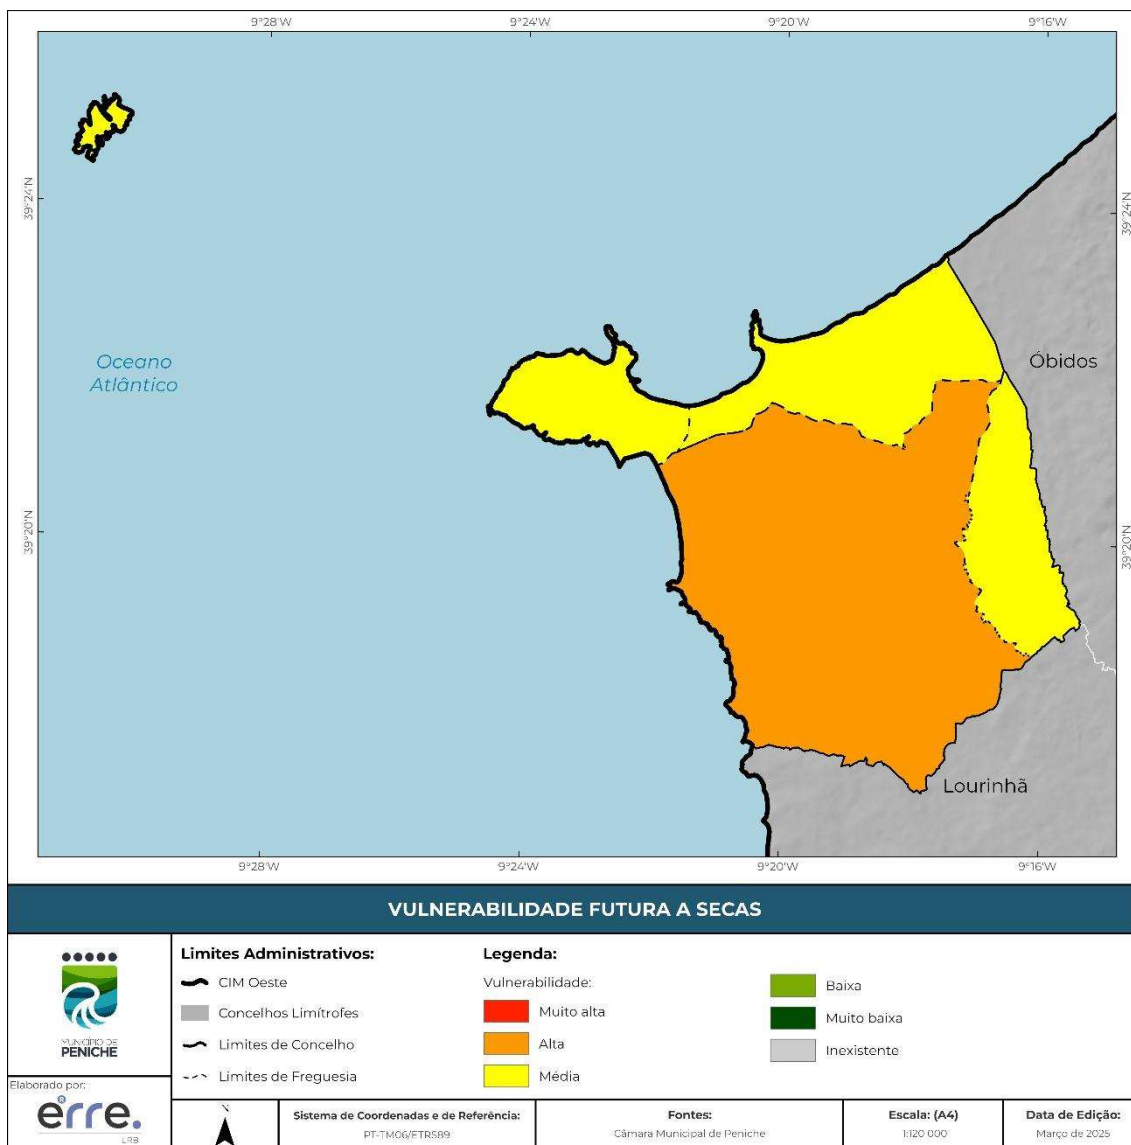 9°28'W
9°24'W
9°20'W
9°16'W
39°24'N
39°24'N
Oceano
Atlântico
Óbidos
39°20'N
39°20'N
Lourinhã
9°28'W
9°24'W
9°20'W
9°16'W
VULNERABILIDADE FUTURA A SECAS
MUNICÍPIO DE
PENICHE
Limites Administrativos:
CIM Oeste
Concelhos Limítrofes
Limites de Concelho
Limites de Freguesia
Legenda:
Vulnerabilidade:
Muito alta
Alta
Média
Baixa
Muito baixa
Inexistente
Elaborado por:
erre.
LRB
N
Sistema de Coordenadas e de Referência:
PT-TM06/ETRS89
Fontes:
Câmara Municipal de Peniche
Escala: (A4)
1:120 000
Data de Edição:
Março de 2025